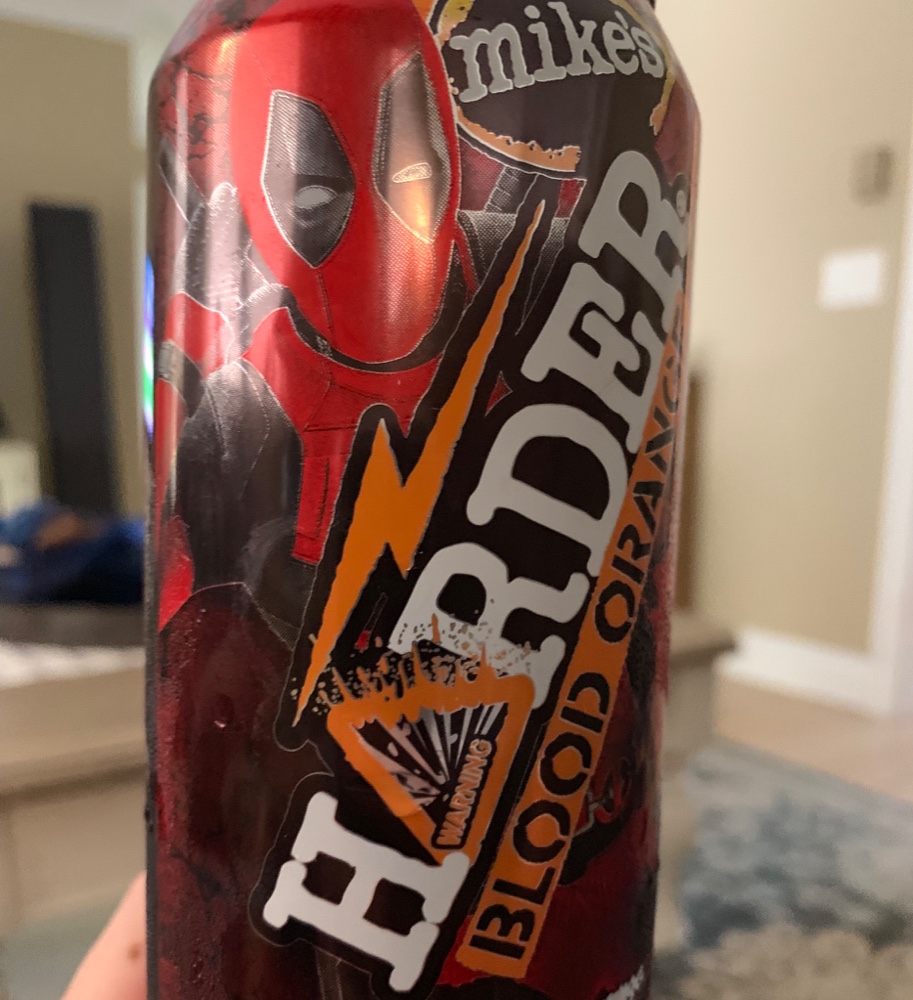 mike's
HARDER®
WARNING
BLOOD ORANGE